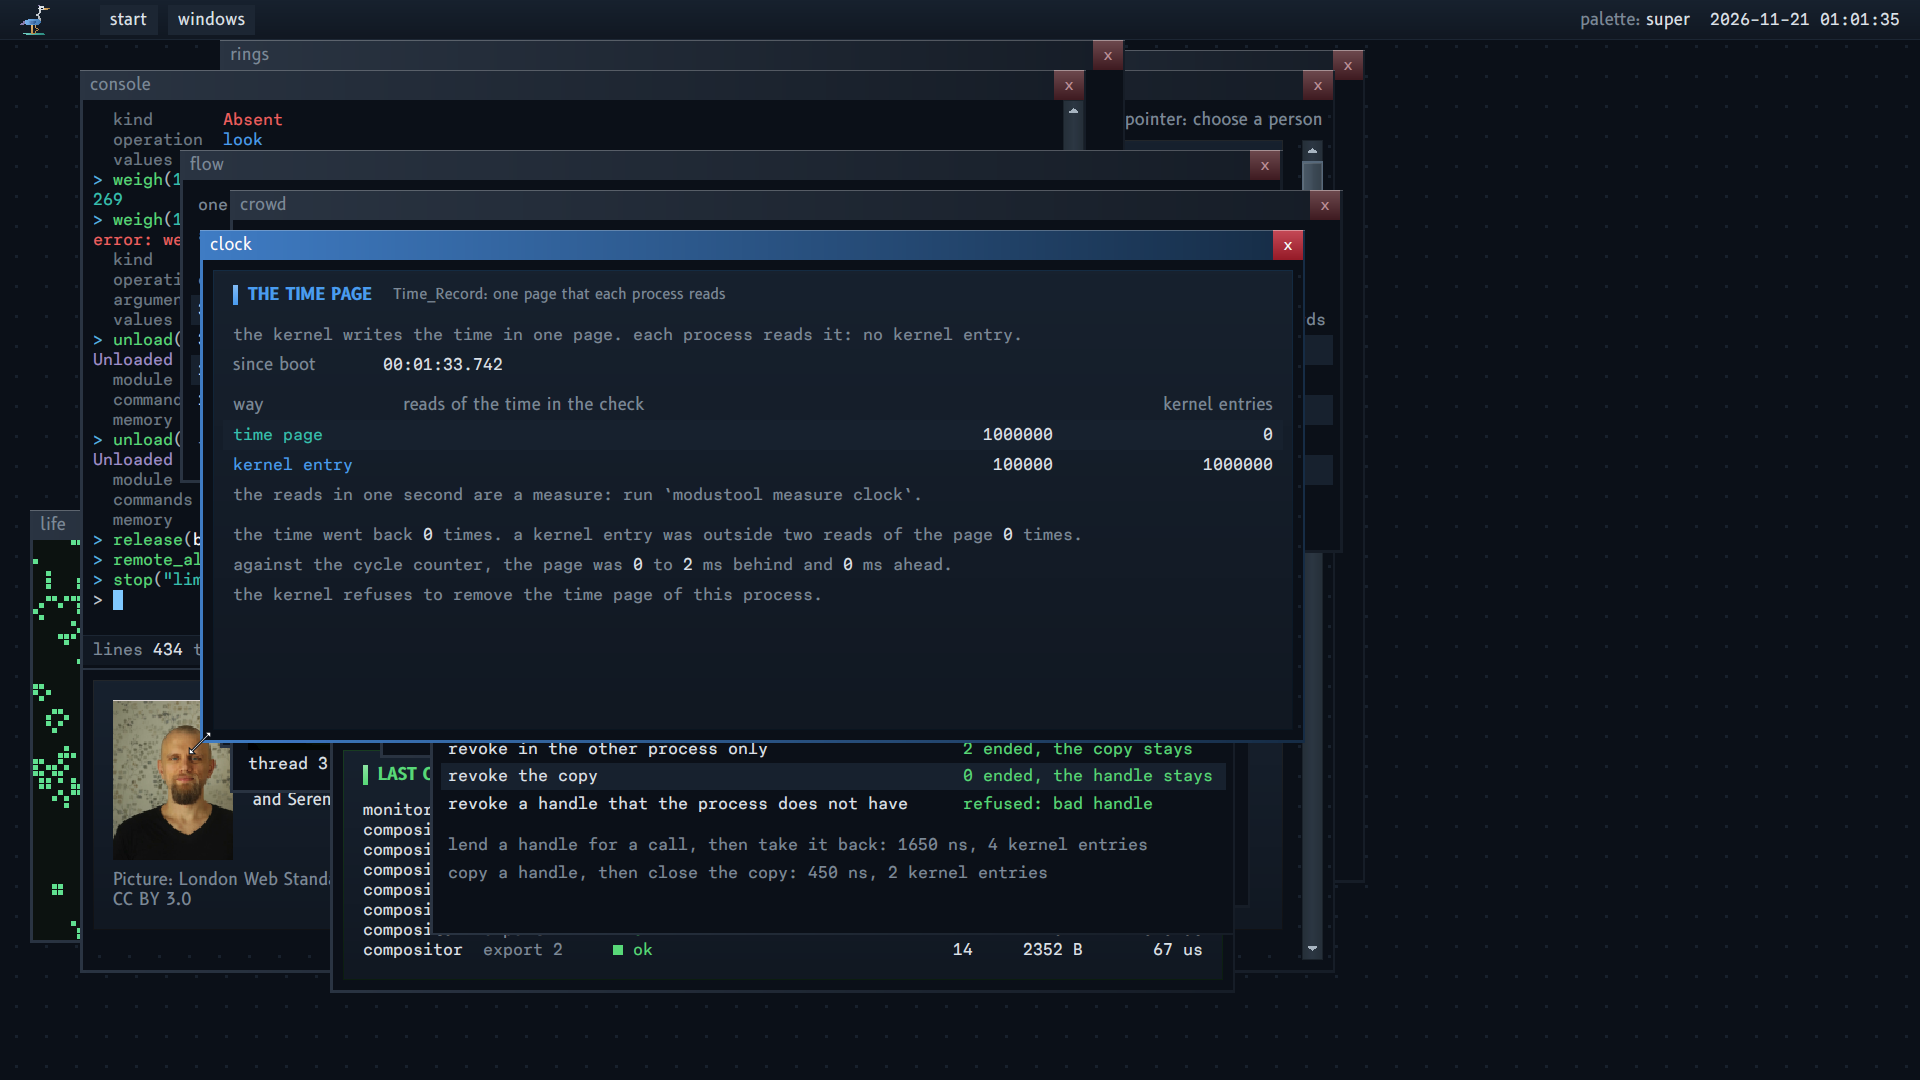 start windows palette: super 2026-11-21 01:01:35
rings x
x
console x
x
kind Absent
pointer: choose a person
operation look
values
flow x
> weigh(1
269
one
crowd x
> weigh(1
error: we
clock x
kind
operati
argumen
values
> unload(
Unloaded
module
command
memory
> unload(
Unloaded
module
commands
memory
> release(b
> remote_al
> stop("lim
>
lines 434 t
THE TIME PAGE Time_Record: one page that each process reads
the kernel writes the time in one page. each process reads it: no kernel entry.
since boot 00:01:33.742
way reads of the time in the check kernel entries
time page 1000000 0
kernel entry 100000 1000000
the reads in one second are a measure: run `modustool measure clock`.
the time went back 0 times. a kernel entry was outside two reads of the page 0 times.
against the cycle counter, the page was 0 to 2 ms behind and 0 ms ahead.
the kernel refuses to remove the time page of this process.
ds
life
thread 3
and Seren
Picture: London Web Standa
CC BY 3.0
LAST C
monitor
composi
composi
composi
composi
composi
composi
compositor export 2 ok 14 2352 B 67 us
revoke in the other process only 2 ended, the copy stays
revoke the copy 0 ended, the handle stays
revoke a handle that the process does not have refused: bad handle
lend a handle for a call, then take it back: 1650 ns, 4 kernel entries
copy a handle, then close the copy: 450 ns, 2 kernel entries